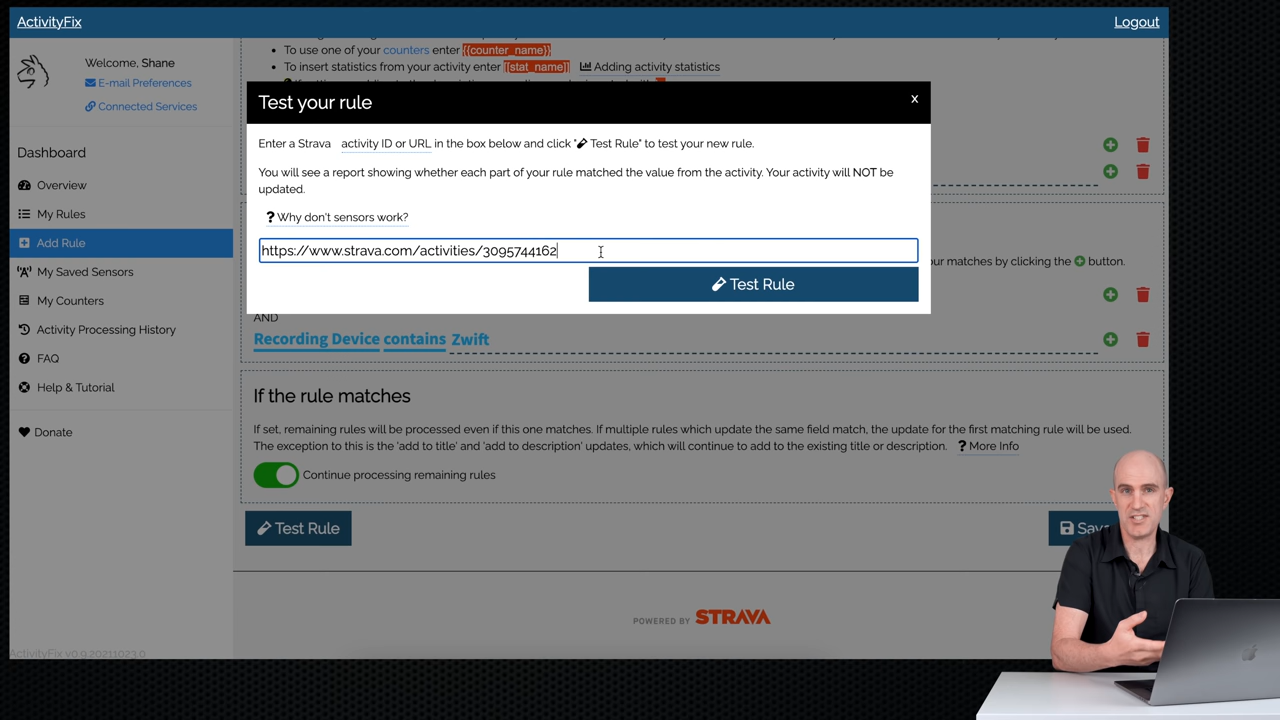 ActivityFix
Logout
Welcome, Shane
E-mail Preferences
Connected Services
Dashboard
Overview
My Rules
Add Rule
My Saved Sensors
My Counters
Activity Processing History
FAQ
Help & Tutorial
Donate
ActivityFix v0.9.20211023.0
To use one of your counters enter {{counter_name}}
To insert statistics from your activity enter [[stat_name]] Adding activity statistics
Test your rule
x
Enter a Strava activity ID or URL in the box below and click " Test Rule" to test your new rule.
You will see a report showing whether each part of your rule matched the value from the activity. Your activity will NOT be
updated.
? Why don't sensors work?
https://www.strava.com/activities/3095744162
Test Rule
our matches by clicking the button.
AND
Recording Device contains Zwift
If the rule matches
If set, remaining rules will be processed even if this one matches. If multiple rules which update the same field match, the update for the first matching rule will be used.
The exception to this is the 'add to title' and 'add to description' updates, which will continue to add to the existing title or description. ? More Info
Continue processing remaining rules
Test Rule
Sav
POWERED BY STRAVA